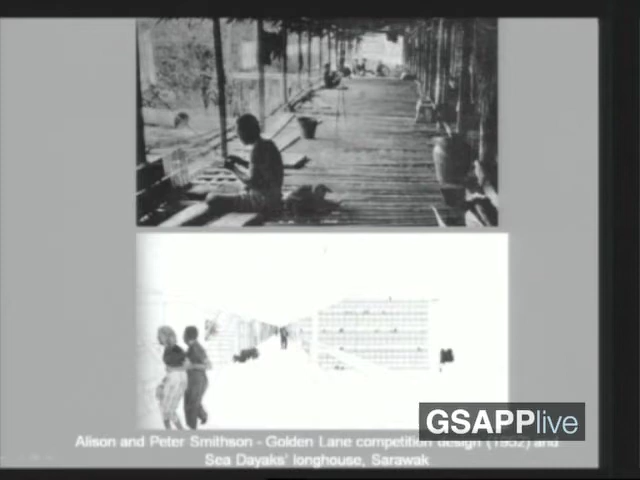 GSAPPlive
Alison and Peter Smithson - Golden Lane competition design (1952) and
Sea Dayaks' longhouse, Sarawak